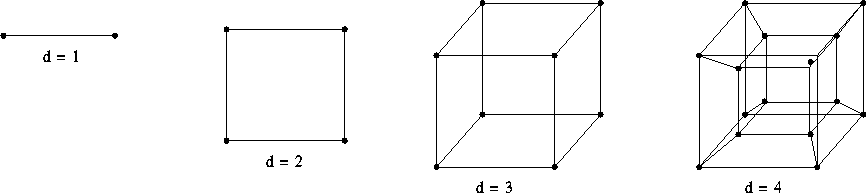 d = 1
d = 2
d = 3
d = 4